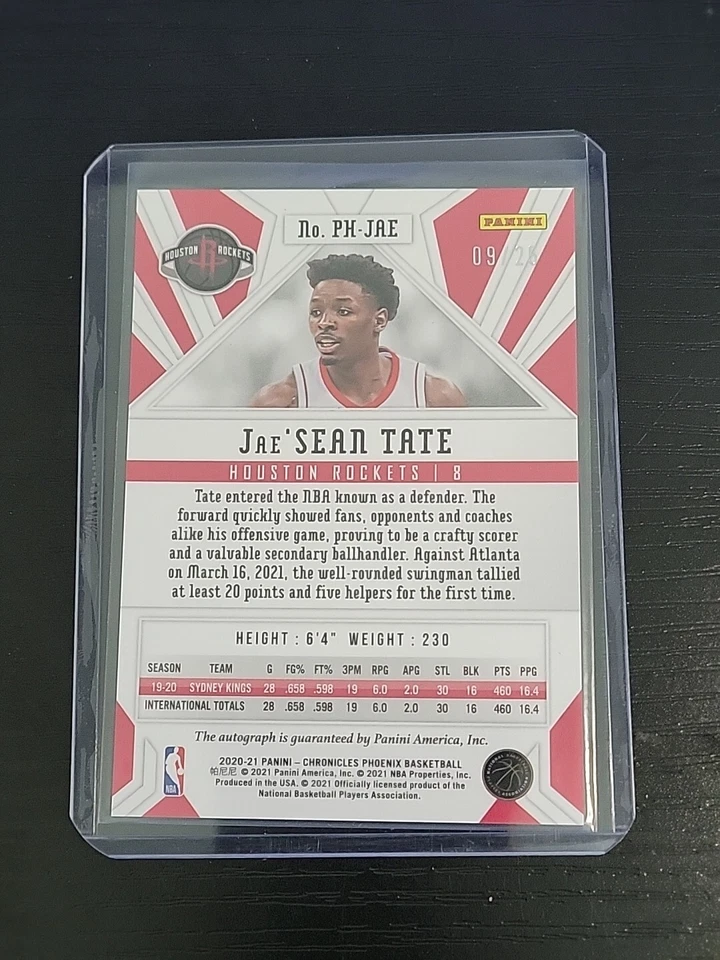 HOUSTON ROCKETS
R
No. PH-JAE
PANINI
09
Jae'SEAN TATE
HOUSTON ROCKETS | 8
Tate entered the NBA known as a defender. The
forward quickly showed fans, opponents and coaches
alike his offensive game, proving to be a crafty scorer
and a valuable secondary ballhandler. Against Atlanta
on March 16, 2021, the well-rounded swingman tallied
at least 20 points and five helpers for the first time.
HEIGHT : 6'4" WEIGHT : 230
SEASON TEAM G FG% FT% 3PM RPG APG STL BLK PTS PPG
19-20 SYDNEY KINGS 28 .658 .598 19 6.0 2.0 30 16 460 16.4
INTERNATIONAL TOTALS 28 .658 .598 19 6.0 2.0 30 16 460 16.4
The autograph is guaranteed by Panini America, Inc.
2020-21 PANINI – CHRONICLES PHOENIX BASKETBALL
帕尼尼 © 2021 Panini America, Inc. © 2021 NBA Properties, Inc.
Produced in the USA. © 2021 Officially licensed product of the
National Basketball Players Association.
NBA